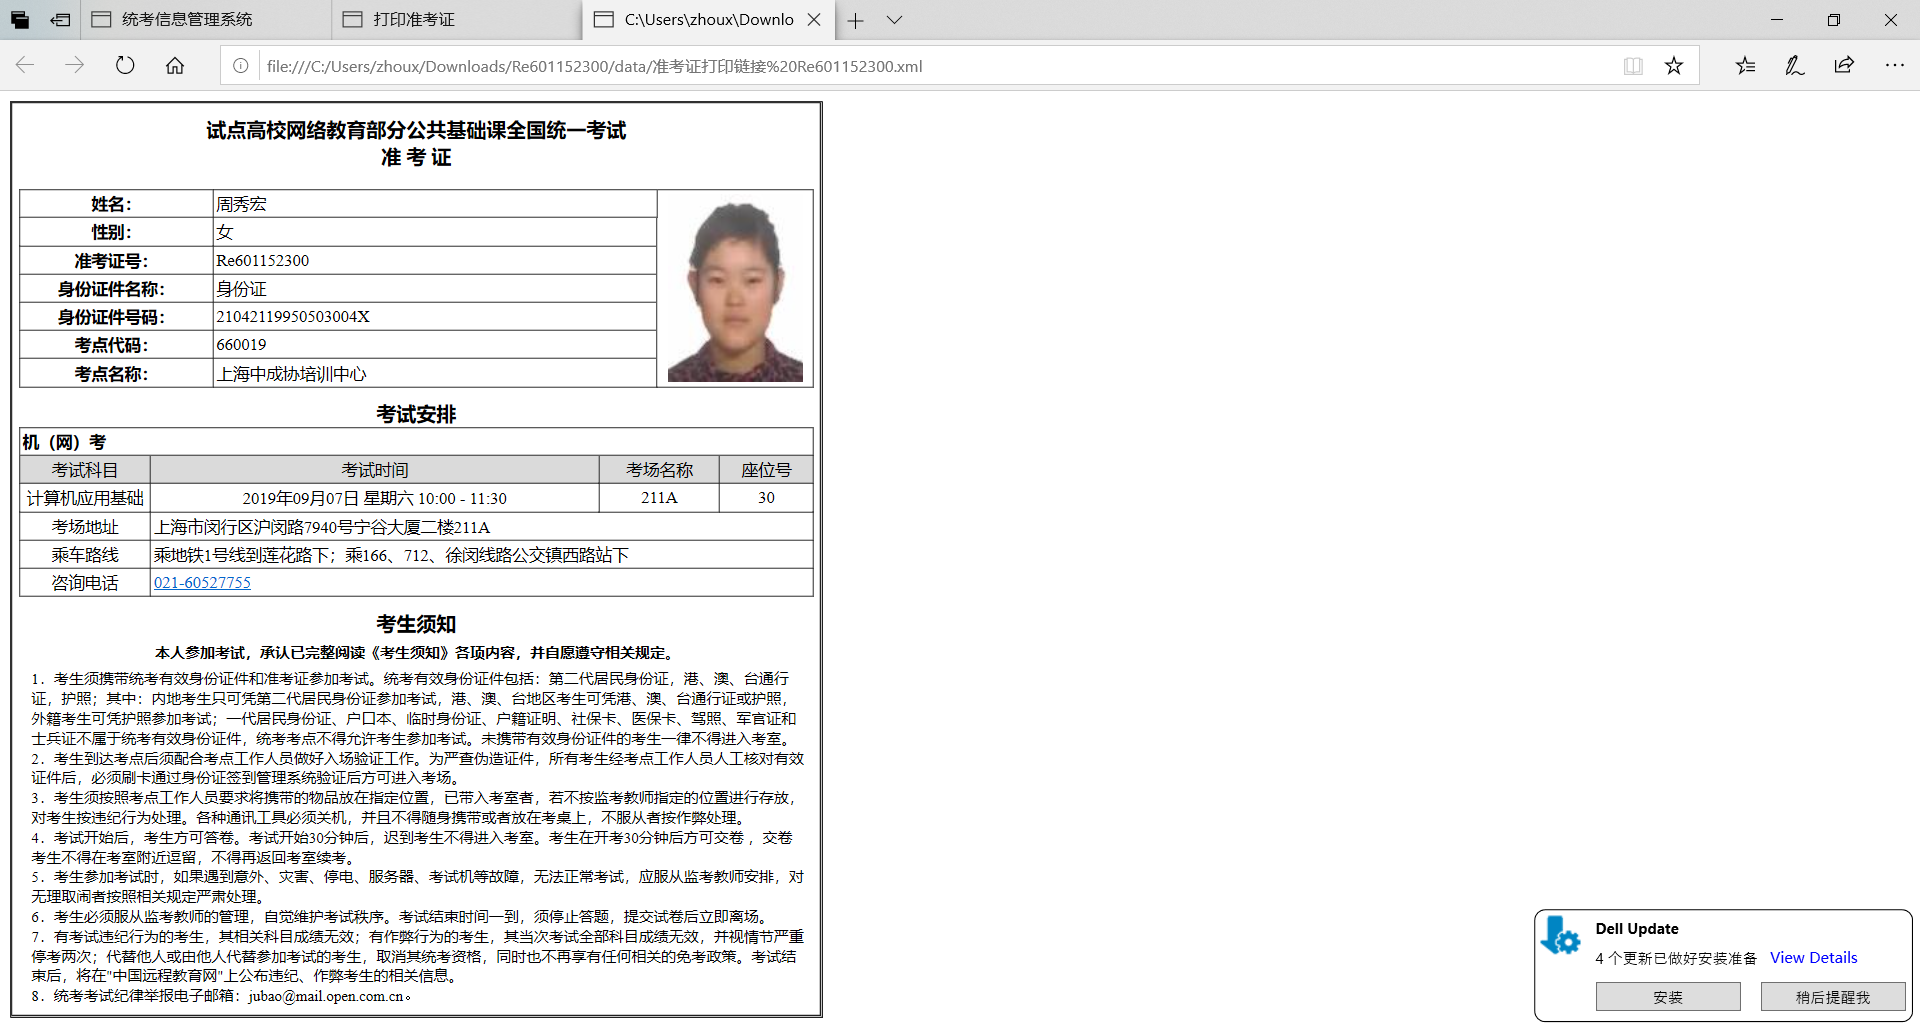 统考信息管理系统
打印准考证
C:\Users\zhoux\Downlo
file:///C:/Users/zhoux/Downloads/Re601152300/data/准考证打印链接%20Re601152300.xml
试点高校网络教育部分公共基础课全国统一考试
准 考 证
姓名： 周秀宏
性别： 女
准考证号： Re601152300
身份证件名称： 身份证
身份证件号码： 21042119950503004X
考点代码： 660019
考点名称： 上海中成协培训中心
考试安排
机（网）考
考试科目 考试时间 考场名称 座位号
计算机应用基础 2019年09月07日 星期六 10:00 - 11:30 211A 30
考场地址 上海市闵行区沪闵路7940号宁谷大厦二楼211A
乘车路线 乘地铁1号线到莲花路下；乘166、712、徐闵线路公交镇西路站下
咨询电话 021-60527755
考生须知
本人参加考试，承认已完整阅读《考生须知》各项内容，并自愿遵守相关规定。
1．考生须携带统考有效身份证件和准考证参加考试。统考有效身份证件包括：第二代居民身份证，港、澳、台通行
证，护照；其中：内地考生只可凭第二代居民身份证参加考试，港、澳、台地区考生可凭港、澳、台通行证或护照，
外籍考生可凭护照参加考试；一代居民身份证、户口本、临时身份证、户籍证明、社保卡、医保卡、驾照、军官证和
士兵证不属于统考有效身份证件，统考考点不得允许考生参加考试。未携带有效身份证件的考生一律不得进入考室。
2．考生到达考点后须配合考点工作人员做好入场验证工作。为严查伪造证件，所有考生经考点工作人员人工核对有效
证件后，必须刷卡通过身份证签到管理系统验证后方可进入考场。
3．考生须按照考点工作人员要求将携带的物品放在指定位置，已带入考室者，若不按监考教师指定的位置进行存放，
对考生按违纪行为处理。各种通讯工具必须关机，并且不得随身携带或者放在考桌上，不服从者按作弊处理。
4．考试开始后，考生方可答卷。考试开始30分钟后，迟到考生不得进入考室。考生在开考30分钟后方可交卷 ，交卷
考生不得在考室附近逗留，不得再返回考室续考。
5．考生参加考试时，如果遇到意外、灾害、停电、服务器、考试机等故障，无法正常考试，应服从监考教师安排，对
无理取闹者按照相关规定严肃处理。
6．考生必须服从监考教师的管理，自觉维护考试秩序。考试结束时间一到，须停止答题，提交试卷后立即离场。
7．有考试违纪行为的考生，其相关科目成绩无效；有作弊行为的考生，其当次考试全部科目成绩无效，并视情节严重
停考两次；代替他人或由他人代替参加考试的考生，取消其统考资格，同时也不再享有任何相关的免考政策。考试结
束后，将在"中国远程教育网"上公布违纪、作弊考生的相关信息。
8．统考考试纪律举报电子邮箱：jubao@mail.open.com.cn。
Dell Update
4 个更新已做好安装准备 View Details
安装 稍后提醒我